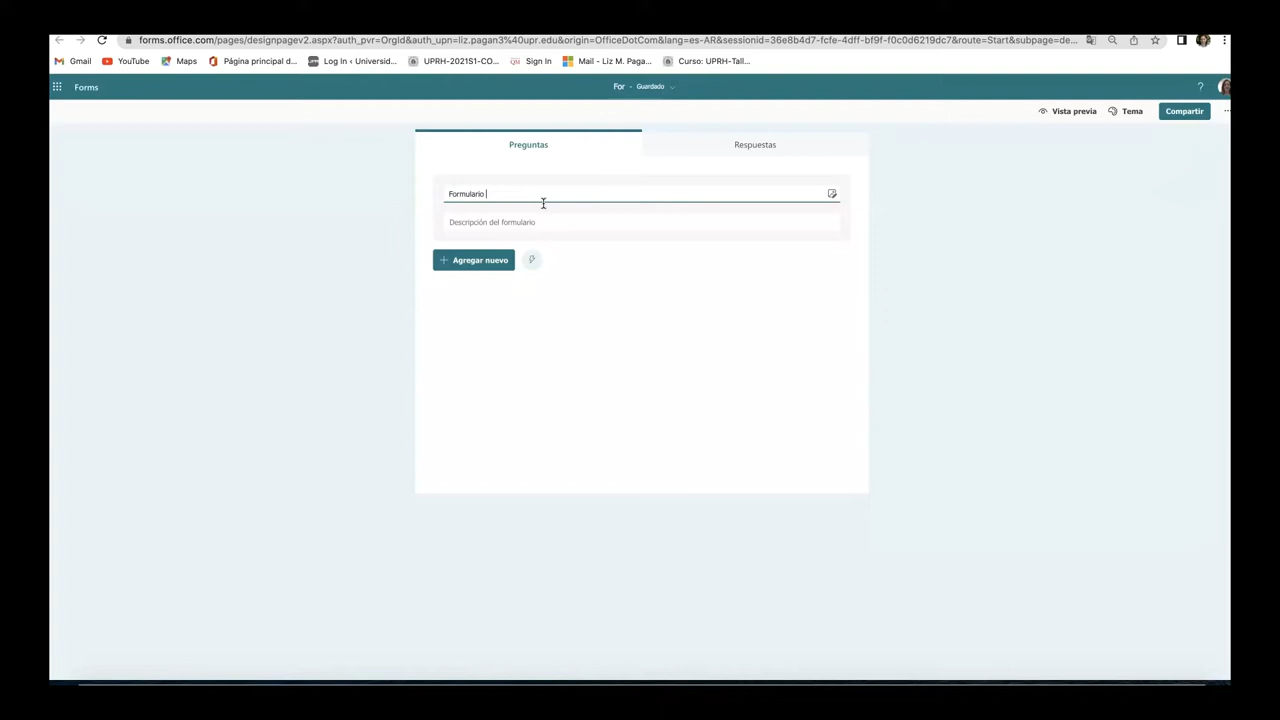 forms.office.com/pages/designpagev2.aspx?auth_pvr=OrgId&auth_upn=liz.pagan3%40upr.edu&origin=OfficeDotCom&lang=es-AR&sessionid=36e8b4d7-fcfe-4dff-bf9f-f0c0d6219dc7&route=Start&subpage=de...
Gmail YouTube Maps Página principal d... Log In ‹ Universid... UPRH-2021S1-CO... QM Sign In Mail - Liz M. Paga... Curso: UPRH-Tall...
Forms For - Guardado ?
Vista previa Tema Compartir ...
Preguntas Respuestas
Formulario
Descripción del formulario
Agregar nuevo